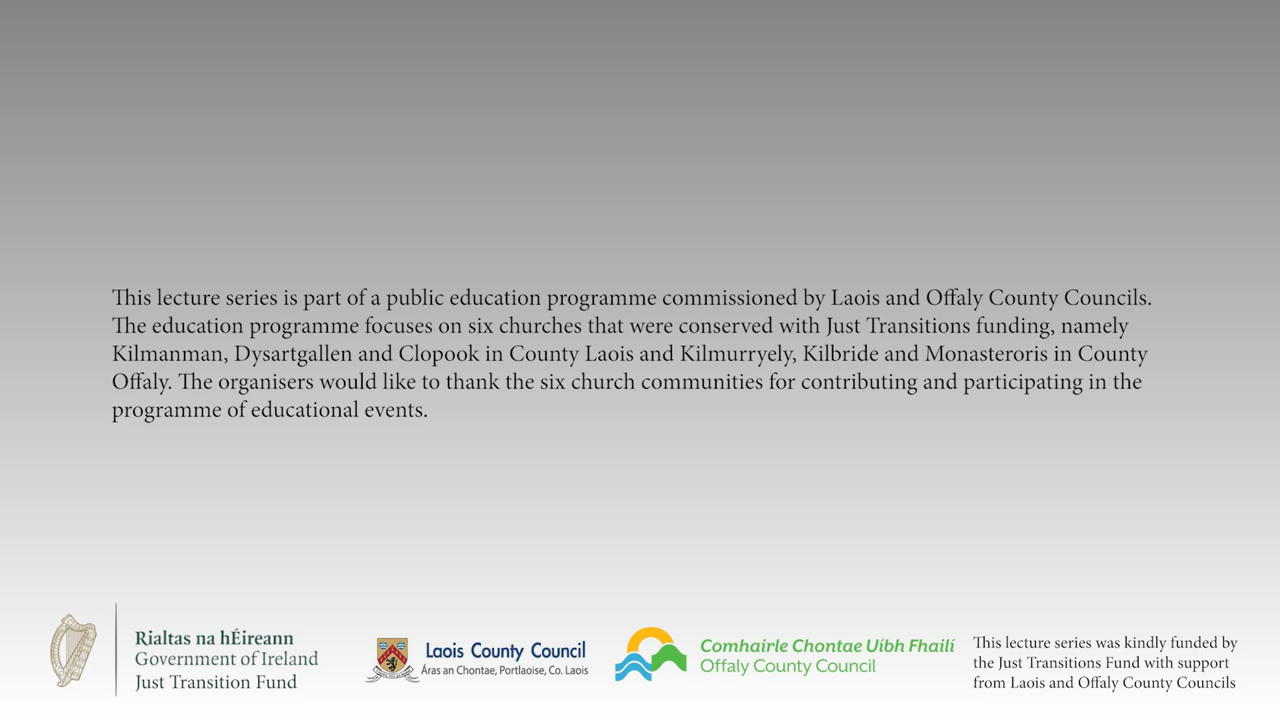 This lecture series is part of a public education programme commissioned by Laois and Offaly County Councils.
The education programme focuses on six churches that were conserved with Just Transitions funding, namely
Kilmanman, Dysartgallen and Clopook in County Laois and Kilmurryely, Kilbride and Monasteroris in County
Offaly. The organisers would like to thank the six church communities for contributing and participating in the
programme of educational events.
Rialtas na hÉireann
Government of Ireland
Just Transition Fund
Laois County Council
Áras an Chontae, Portlaoise, Co. Laois
Comhairle Chontae Uíbh Fhailí
Offaly County Council
This lecture series was kindly funded by
the Just Transitions Fund with support
from Laois and Offaly County Councils